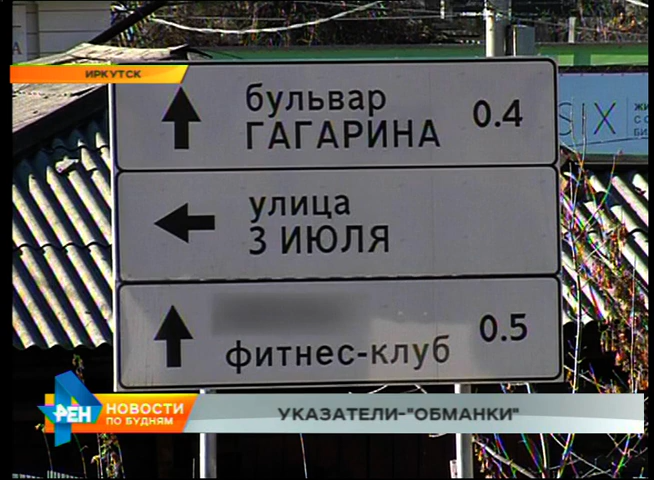 ИРКУТСК
бульвар
ГАГАРИНА
0.4
улица
3 ИЮЛЯ
фитнес-клуб
0.5
SIX
РЕН
НОВОСТИ
ПО БУДНЯМ
УКАЗАТЕЛИ-"ОБМАНКИ"